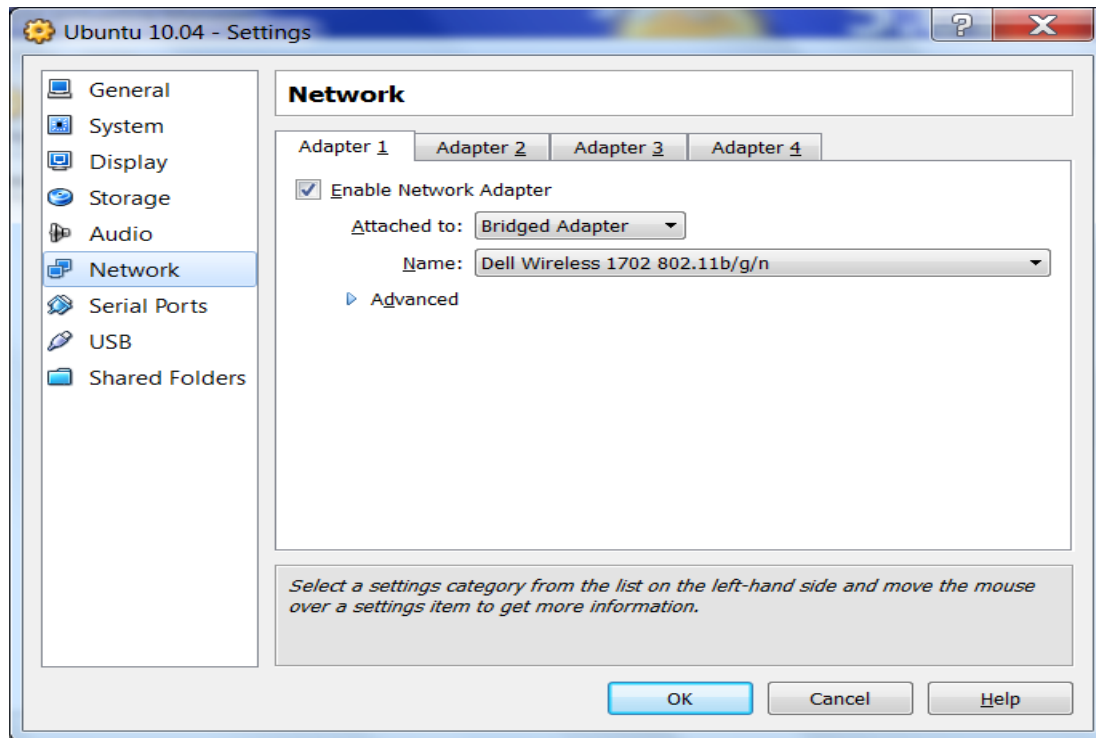 Ubuntu 10.04 - Settings
General
System
Display
Storage
Audio
Network
Serial Ports
USB
Shared Folders
Network
Adapter 1 Adapter 2 Adapter 3 Adapter 4
Enable Network Adapter
Attached to: Bridged Adapter
Name: Dell Wireless 1702 802.11b/g/n
Advanced
Select a settings category from the list on the left-hand side and move the mouse
over a settings item to get more information.
OK Cancel Help